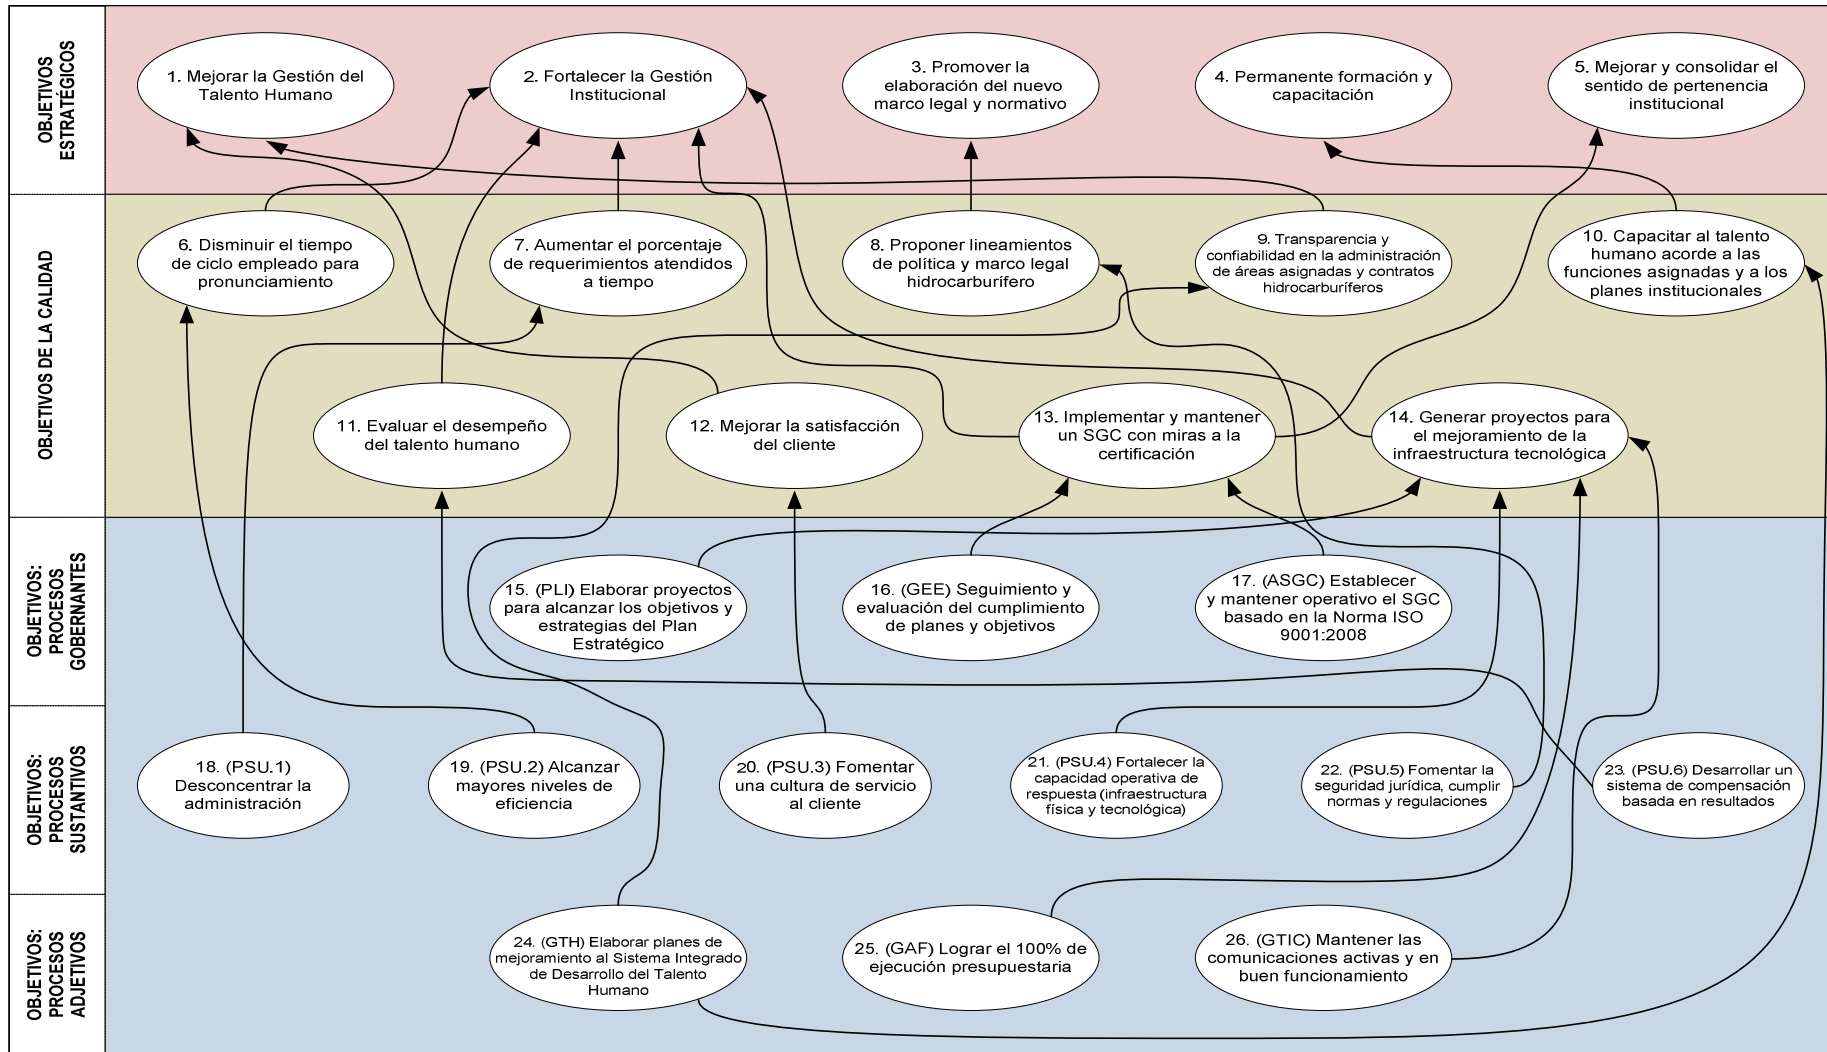 OBJETIVOS
ESTRATÉGICOS
1. Mejorar la Gestión del
Talento Humano
2. Fortalecer la Gestión
Institucional
3. Promover la
elaboración del nuevo
marco legal y normativo
4. Permanente formación y
capacitación
5. Mejorar y consolidar el
sentido de pertenencia
institucional
OBJETIVOS DE LA CALIDAD
6. Disminuir el tiempo
de ciclo empleado para
pronunciamiento
7. Aumentar el porcentaje
de requerimientos atendidos
a tiempo
8. Proponer lineamientos
de política y marco legal
hidrocarburífero
9. Transparencia y
confiabilidad en la administración
de áreas asignadas y contratos
hidrocarburíferos
10. Capacitar al talento
humano acorde a las
funciones asignadas y a los
planes institucionales
11. Evaluar el desempeño
del talento humano
12. Mejorar la satisfacción
del cliente
13. Implementar y mantener
un SGC con miras a la
certificación
14. Generar proyectos para
el mejoramiento de la
infraestructura tecnológica
OBJETIVOS:
PROCESOS
GOBERNANTES
15. (PLI) Elaborar proyectos
para alcanzar los objetivos y
estrategias del Plan
Estratégico
16. (GEE) Seguimiento y
evaluación del cumplimiento
de planes y objetivos
17. (ASGC) Establecer
y mantener operativo el SGC
basado en la Norma ISO
9001:2008
OBJETIVOS:
PROCESOS
SUSTANTIVOS
18. (PSU.1)
Desconcentrar la
administración
19. (PSU.2) Alcanzar
mayores niveles de
eficiencia
20. (PSU.3) Fomentar
una cultura de servicio
al cliente
21. (PSU.4) Fortalecer la
capacidad operativa de
respuesta (infraestructura
física y tecnológica)
22. (PSU.5) Fomentar la
seguridad jurídica, cumplir
normas y regulaciones
23. (PSU.6) Desarrollar un
sistema de compensación
basada en resultados
OBJETIVOS:
PROCESOS
ADJETIVOS
24. (GTH) Elaborar planes de
mejoramiento al Sistema Integrado
de Desarrollo del Talento
Humano
25. (GAF) Lograr el 100% de
ejecución presupuestaria
26. (GTIC) Mantener las
comunicaciones activas y en
buen funcionamiento